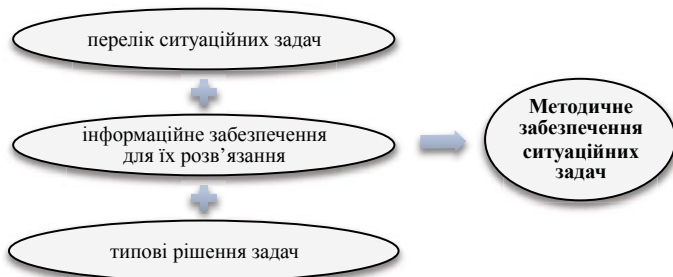 перелік ситуаційних задач
інформаційне забезпечення
для їх розв’язання
типові рішення задач
Методичне
забезпечення
ситуаційних
задач